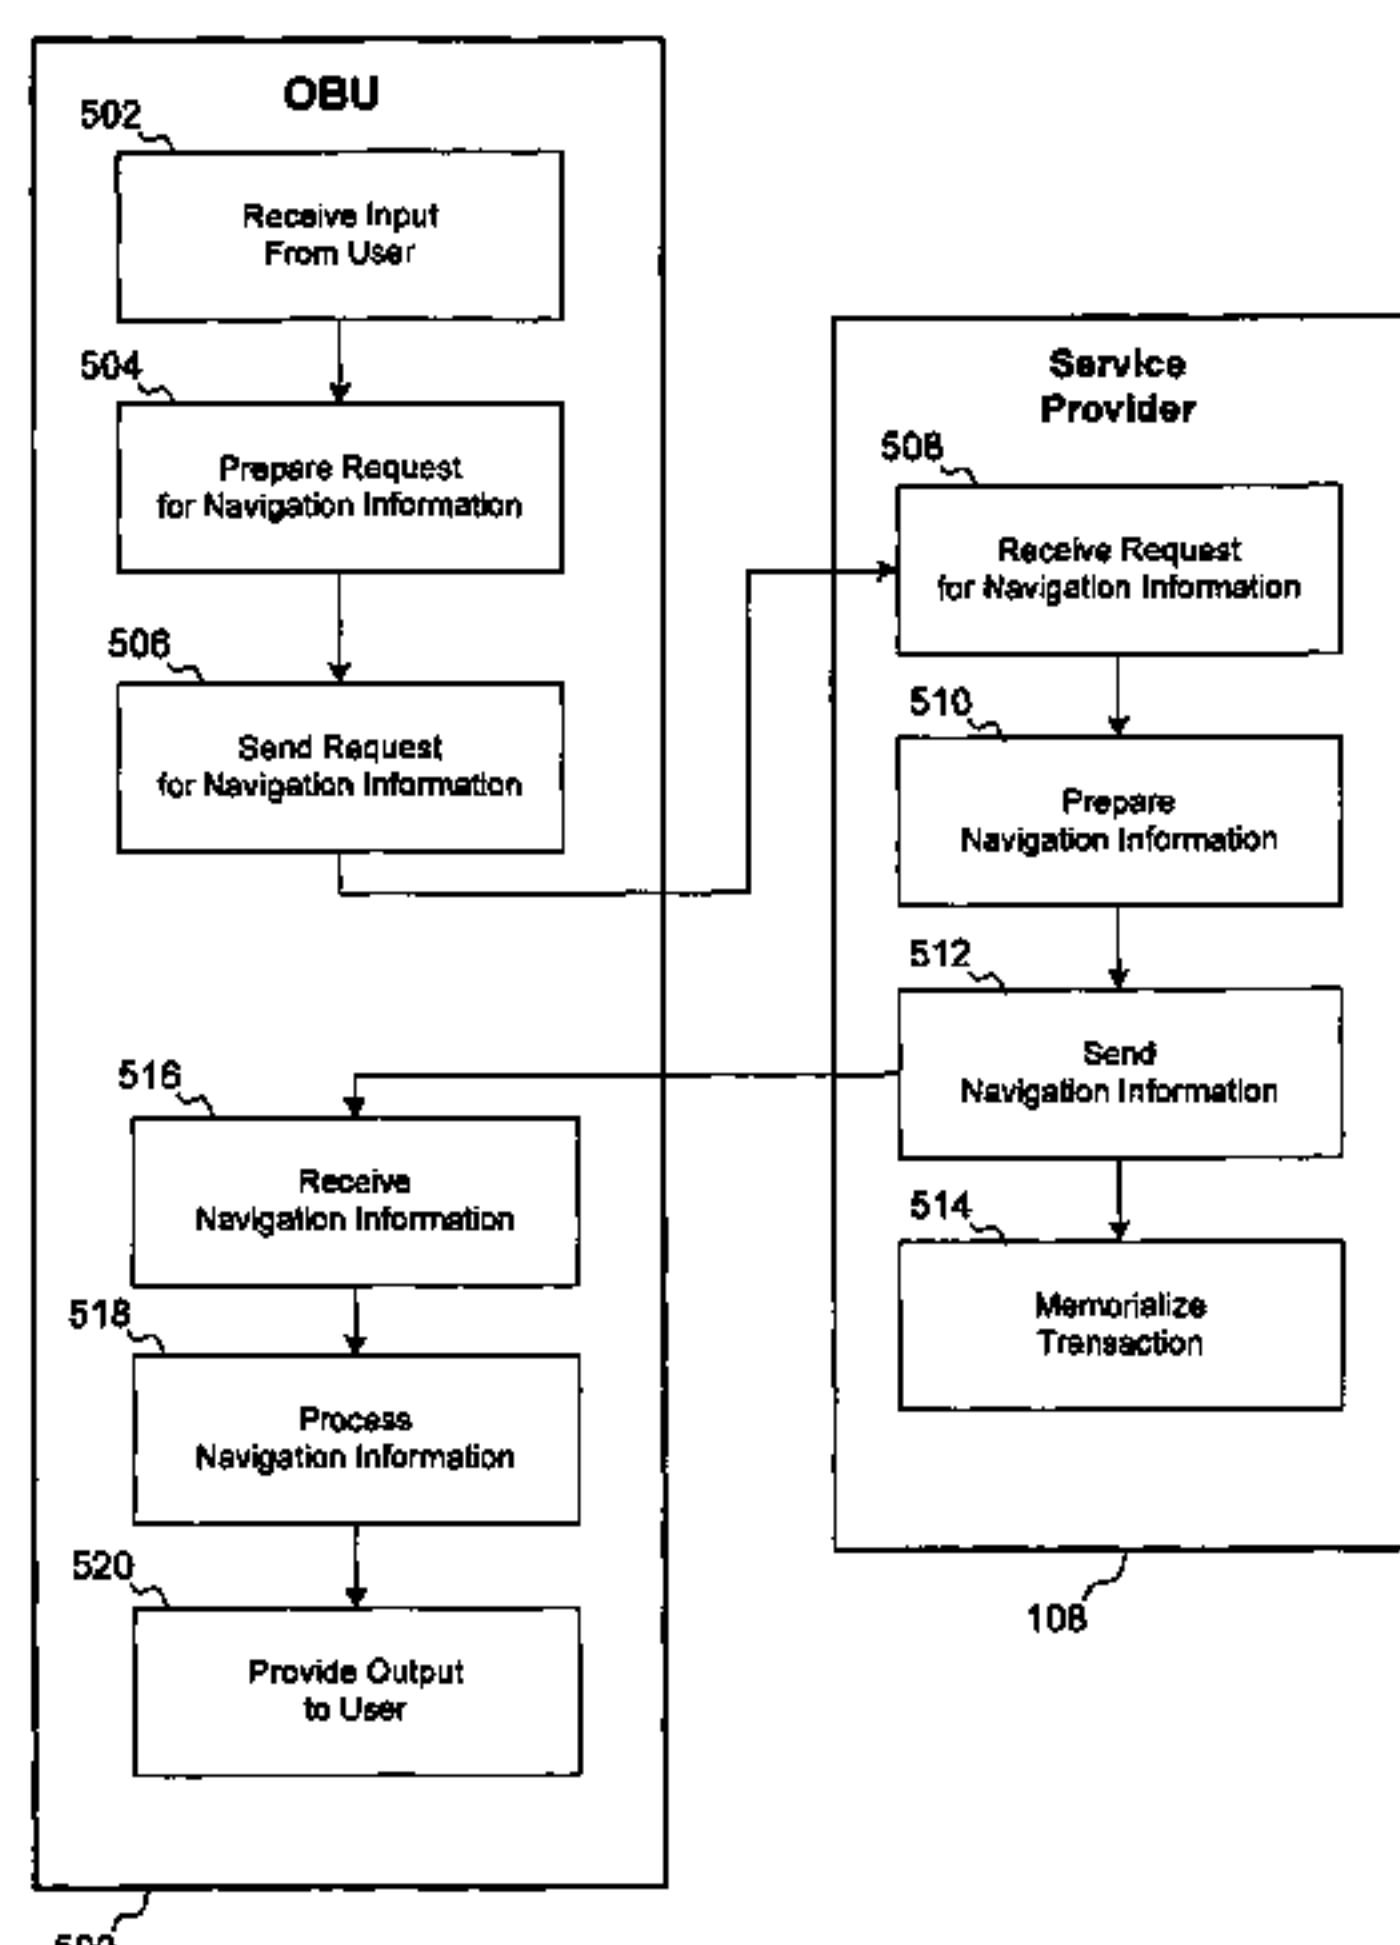 OBU
502
Receive Input
From User
504
Prepare Request
for Navigation Information
506
Send Request
for Navigation Information
Service
Provider
508
Receive Request
for Navigation Information
510
Prepare
Navigation Information
512
Send
Navigation Information
514
Memorialize
Transaction
108
516
Receive
Navigation Information
518
Process
Navigation Information
520
Provide Output
to User